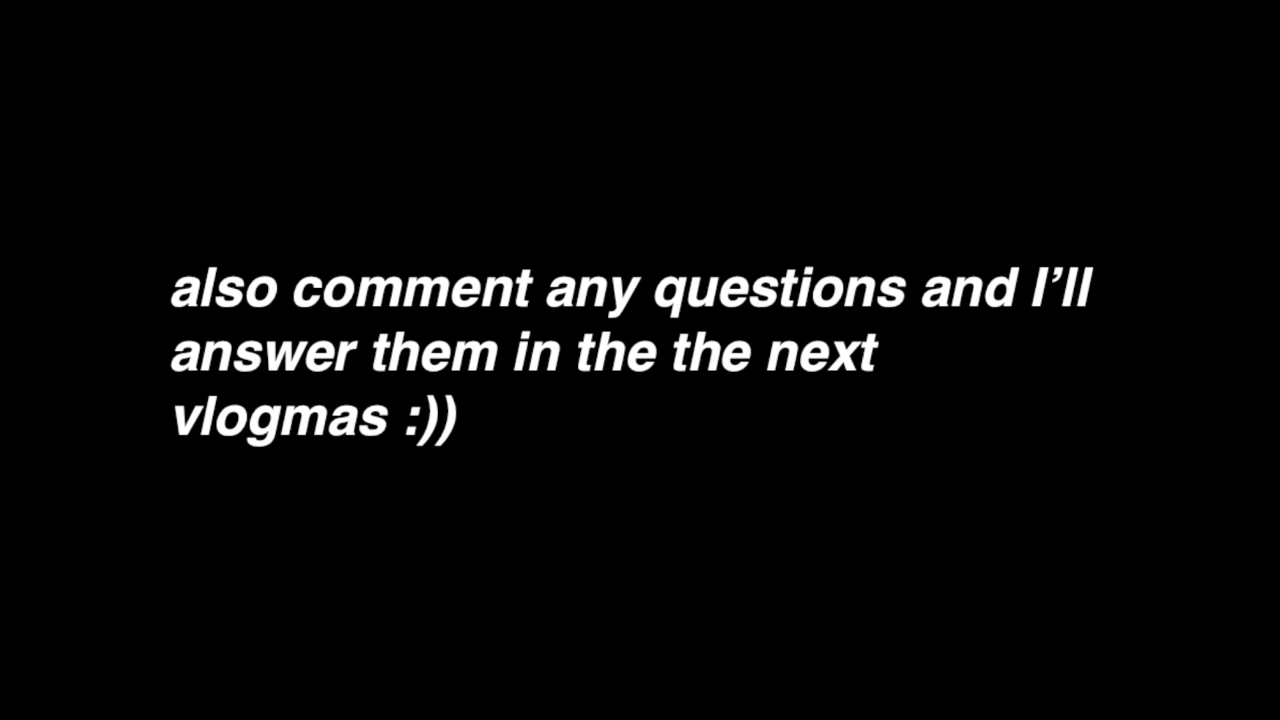 also comment any questions and I’ll
answer them in the the next
vlogmas :))